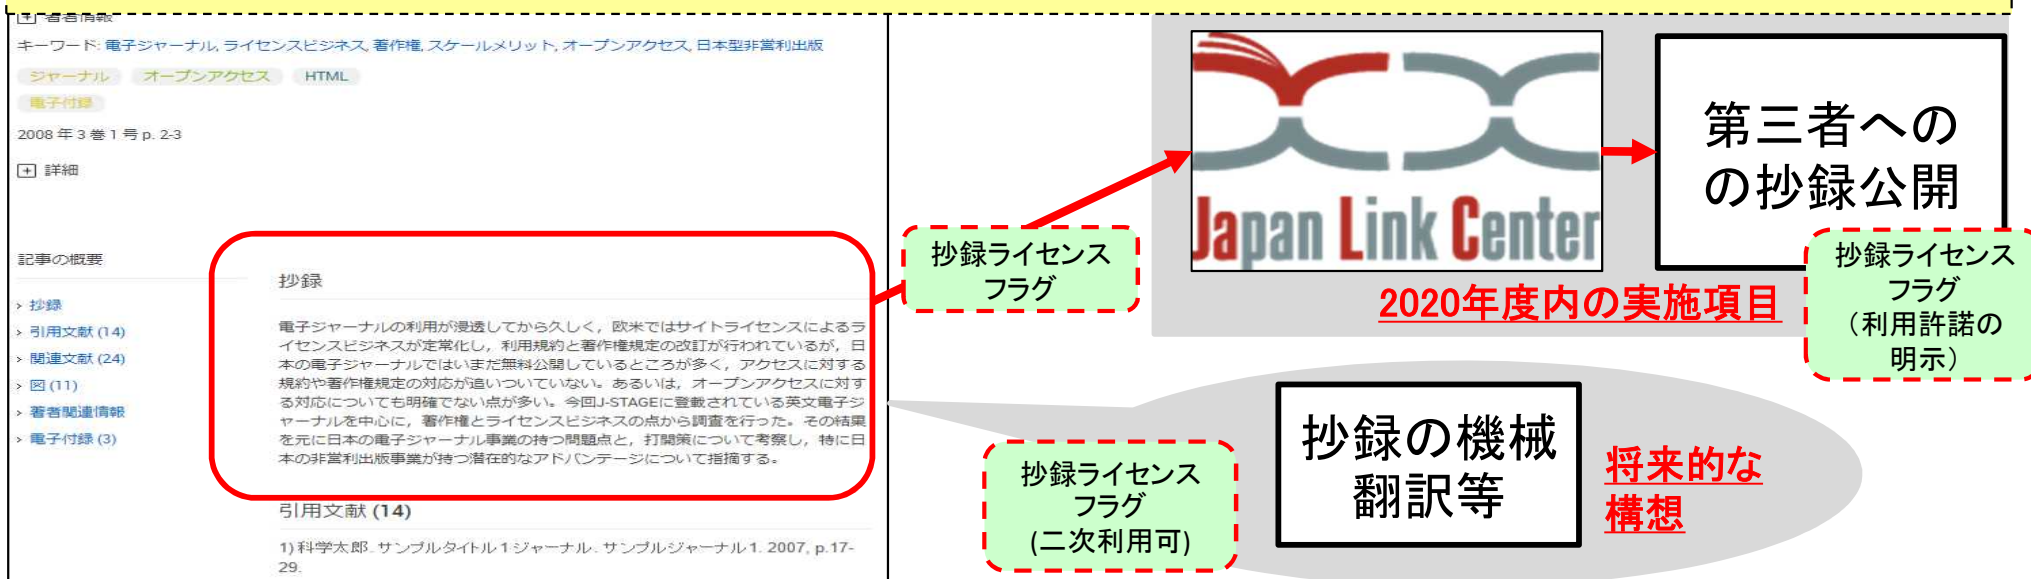 著者情報
キーワード: 電子ジャーナル, ライセンスビジネス, 著作権, スケールメリット, オープンアクセス, 日本型非営利出版
ジャーナル オープンアクセス HTML
電子付録
2008 年 3 巻 1 号 p. 2-3
詳細
記事の概要
› 抄録
› 引用文献 (14)
› 関連文献 (24)
› 図 (11)
› 著者関連情報
› 電子付録 (3)
抄録
電子ジャーナルの利用が浸透してから久しく，欧米ではサイトライセンスによるラ
イセンスビジネスが定常化し，利用規約と著作権規定の改訂が行われているが，日
本の電子ジャーナルではいまだ無料公開しているところが多く，アクセスに対する
規約や著作権規定の対応が追いついていない。あるいは，オープンアクセスに対す
る対応についても明確でない点が多い。今回J-STAGEに登載されている英文電子ジ
ャーナルを中心に，著作権とライセンスビジネスの点から調査を行った。その結果
を元に日本の電子ジャーナル事業の持つ問題点と，打開策について考察し，特に日
本の非営利出版事業が持つ潜在的なアドバンテージについて指摘する。
引用文献 (14)
1) 科学太郎. サンプルタイトル1 ジャーナル. サンプルジャーナル1. 2007, p.17-
29.
抄録ライセンス
フラグ
Japan Link Center
第三者への
の抄録公開
2020年度内の実施項目
抄録ライセンス
フラグ
（利用許諾の
明示）
抄録ライセンス
フラグ
(二次利用可)
抄録の機械
翻訳等
将来的な
構想